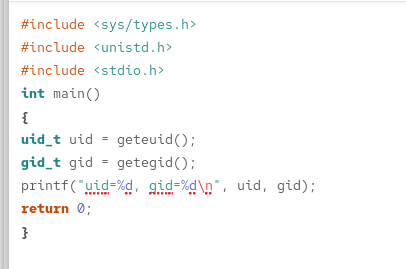 #include <sys/types.h>
#include <unistd.h>
#include <stdio.h>
int main()
{
uid_t uid = geteuid();
gid_t gid = getegid();
printf("uid=%d, gid=%d\n", uid, gid);
return 0;
}